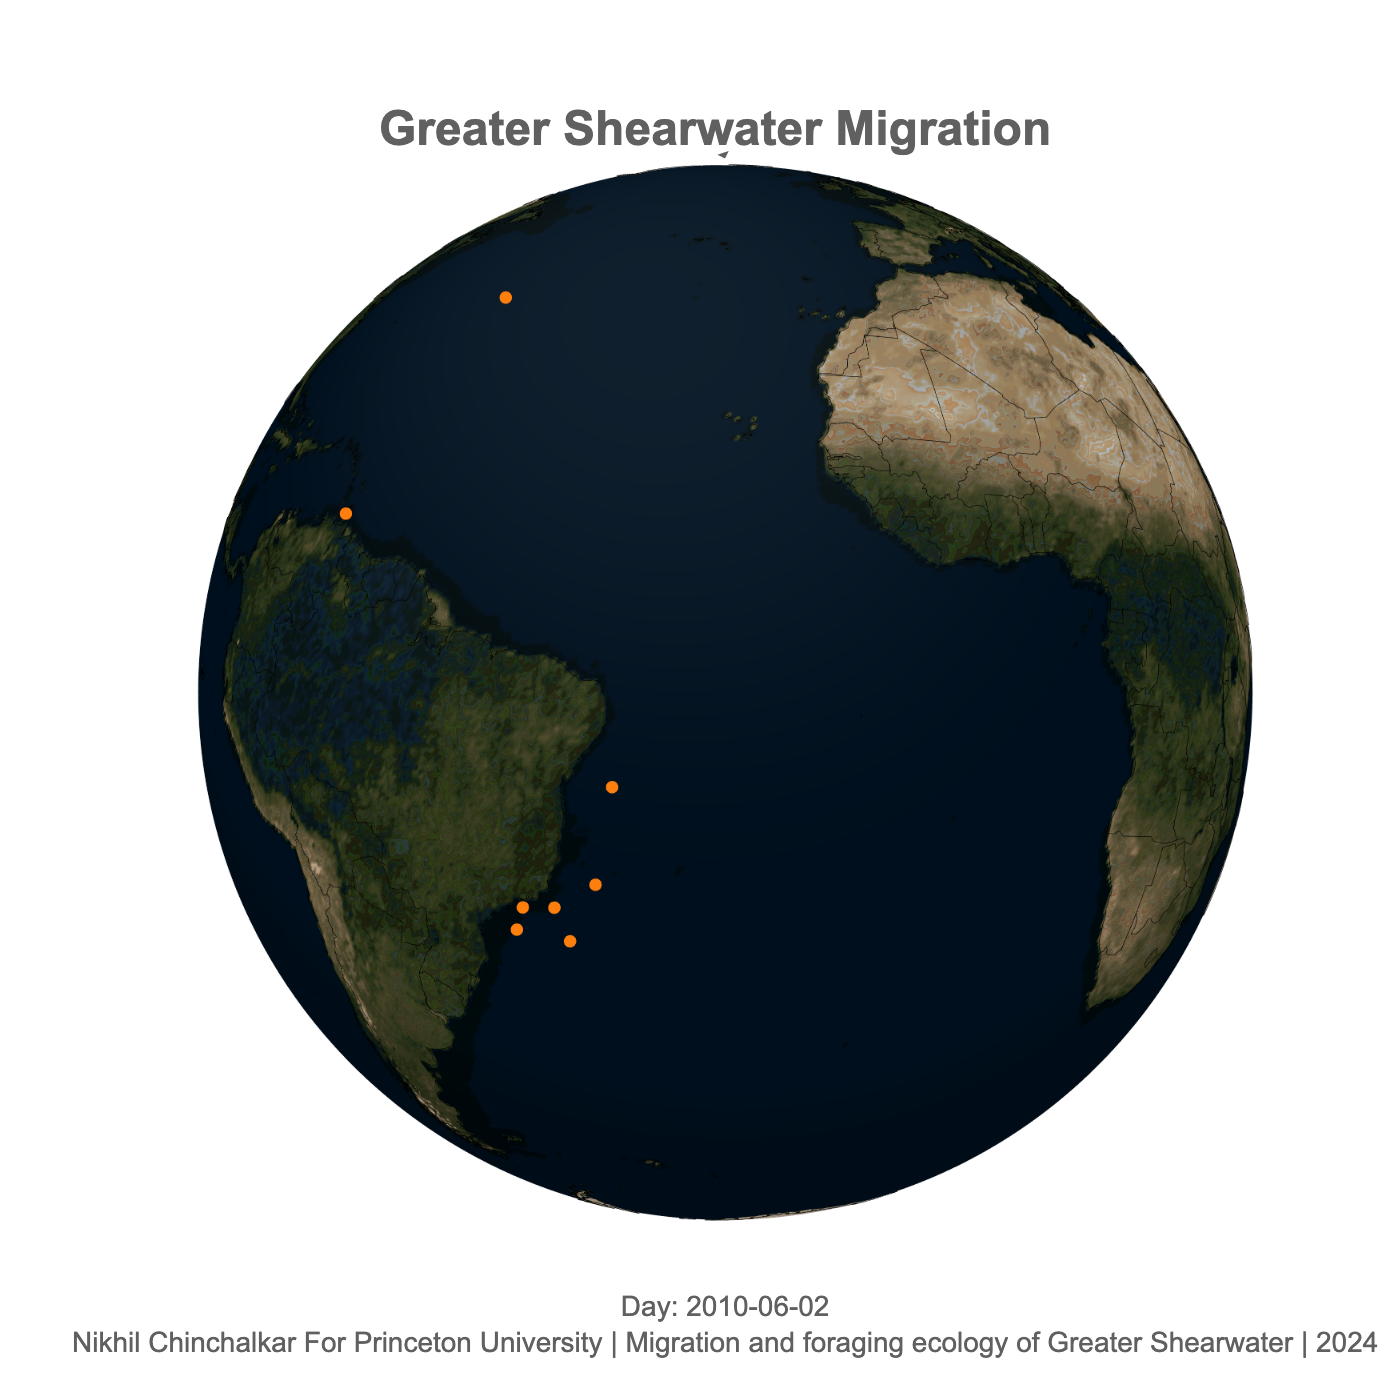 Greater Shearwater Migration
Day: 2010-06-02
Nikhil Chinchalkar For Princeton University | Migration and foraging ecology of Greater Shearwater | 2024